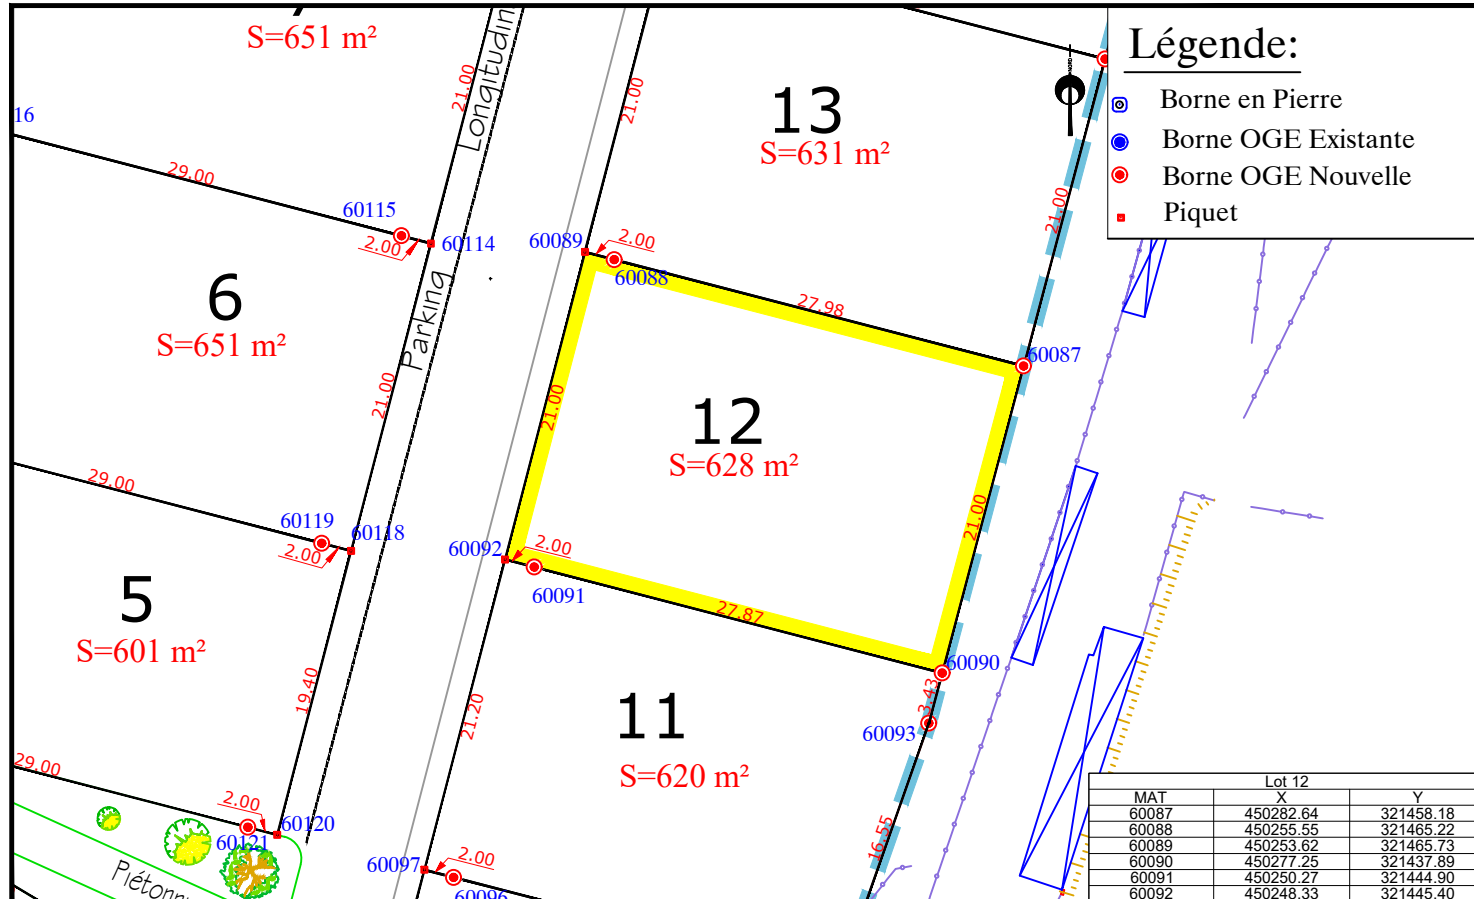 S=651 m²
Longitudin
21.00
21.00
13
S=631 m²
NORD
Légende:
Borne en Pierre
Borne OGE Existante
Borne OGE Nouvelle
Piquet
16
29.00
60115
2.00
60114
60089
2.00
60088
21.00
6
S=651 m²
Parking
27.98
60087
21.00
21.00
12
S=628 m²
29.00
60119
2.00
60118
60092
2.00
60091
21.00
5
S=601 m²
27.87
60090
3.43
60093
19.40
21.20
11
S=620 m²
29.00
2.00
60120
60121
Piétonn
60097
2.00
60096
16.55
Lot 12
MAT X Y
60087 450282.64 321458.18
60088 450255.55 321465.22
60089 450253.62 321465.73
60090 450277.25 321437.89
60091 450250.27 321444.90
60092 450248.33 321445.40